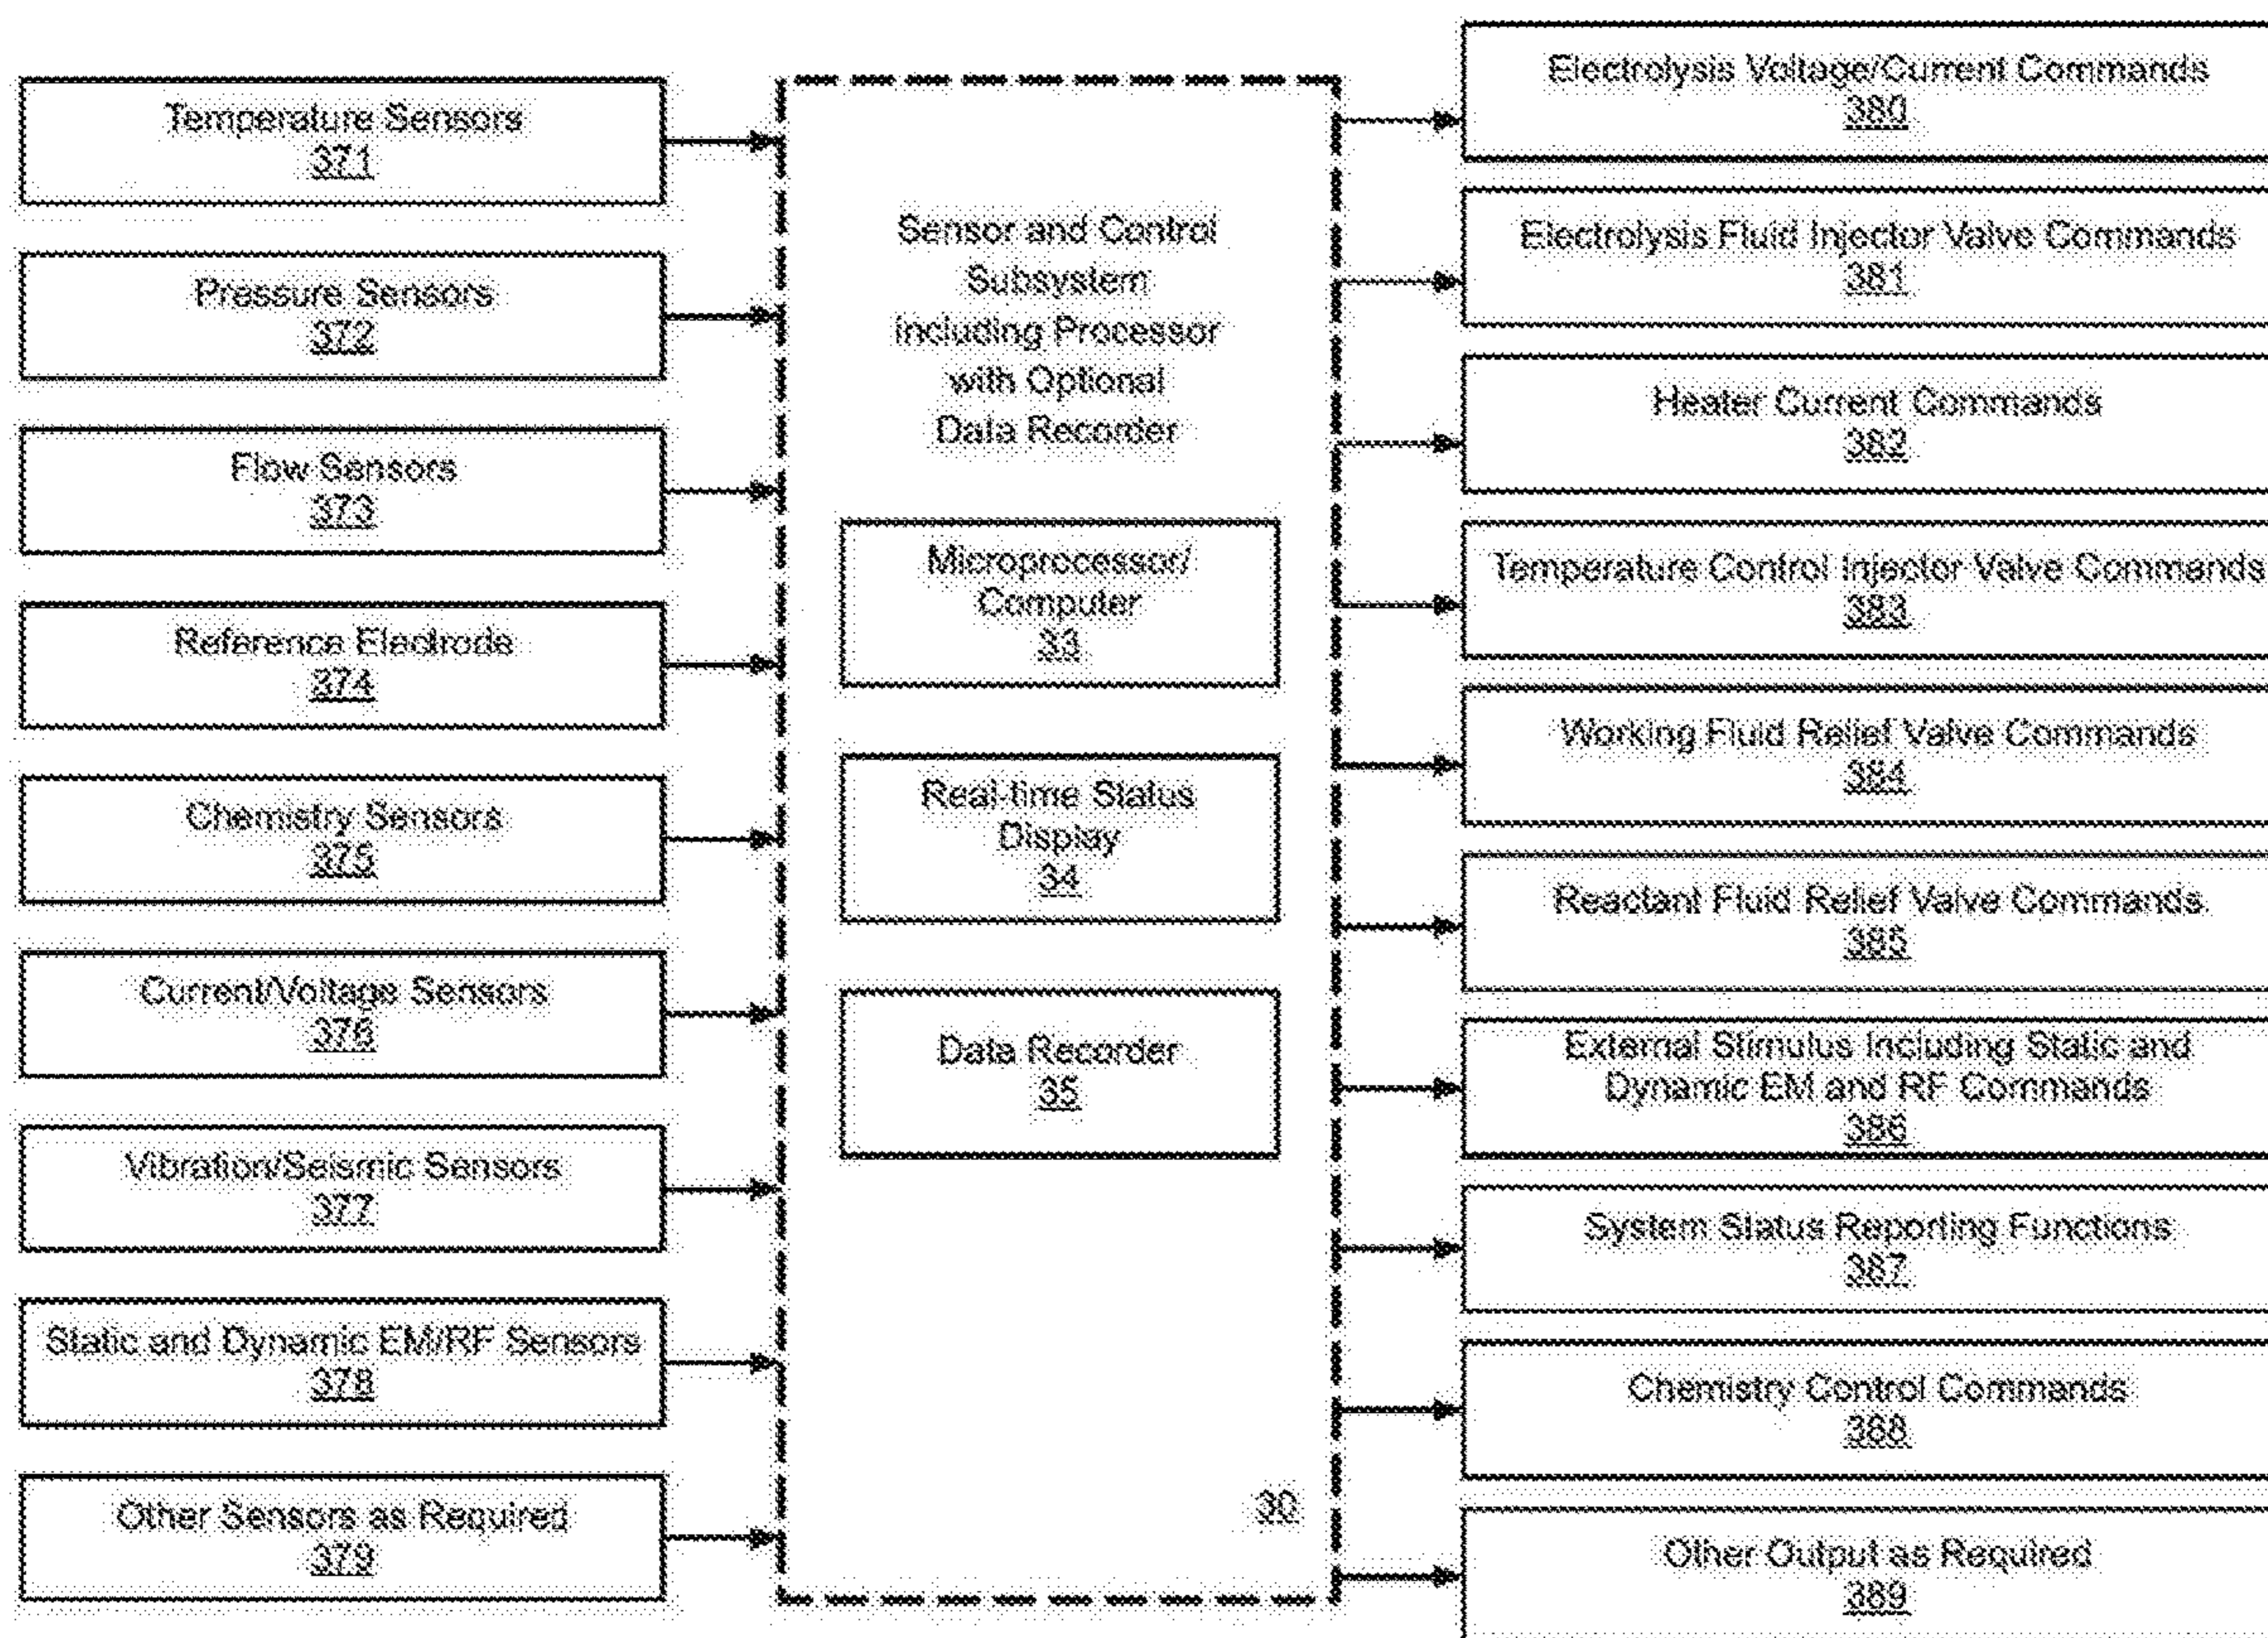 Temperature Sensors
371
Pressure Sensors
372
Flow Sensors
373
Reference Electrode
374
Chemistry Sensors
375
Current/Voltage Sensors
376
Vibration/Seismic Sensors
377
Static and Dynamic EM/RF Sensors
378
Other Sensors as Required
379
Sensor and Control
Subsystem
including Processor
with Optional
Data Recorder
Microprocessor/
Computer
33
Real-time Status
Display
34
Data Recorder
35
30
Electrolysis Voltage/Current Commands
380
Electrolysis Fluid Injector Valve Commands
381
Heater Current Commands
382
Temperature Control Injector Valve Commands
383
Working Fluid Relief Valve Commands
384
Reactant Fluid Relief Valve Commands
385
External Stimulus Including Static and
Dynamic EM and RF Commands
386
System Status Reporting Functions
387
Chemistry Control Commands
388
Other Output as Required
389